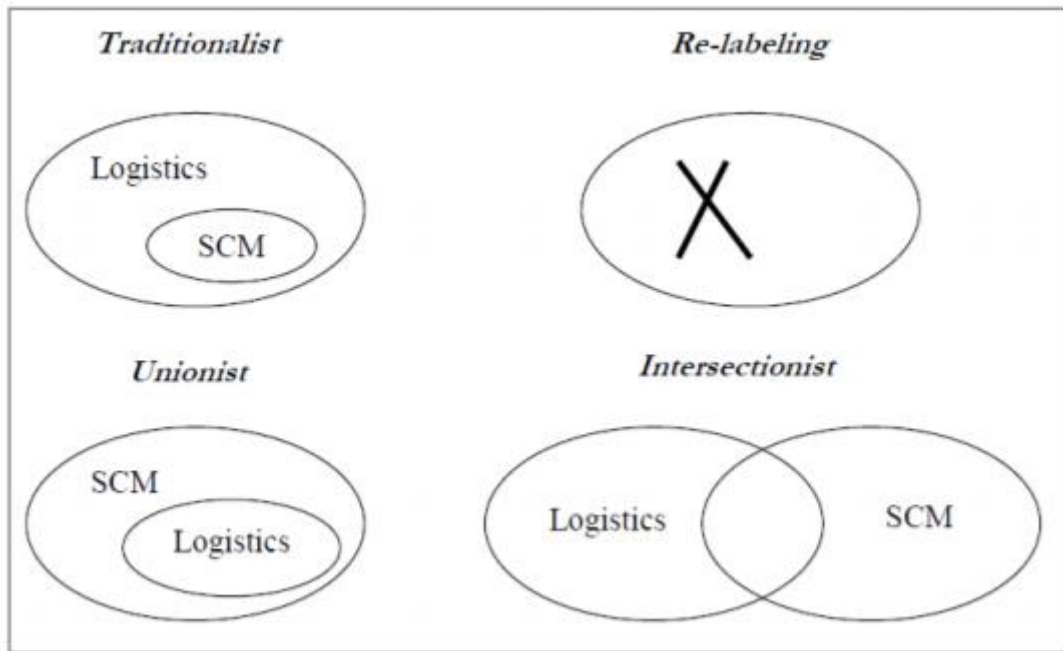 Traditionalist
Re-labeling
Logistics
SCM
Unionist
Intersectionist
SCM
Logistics
Logistics
SCM